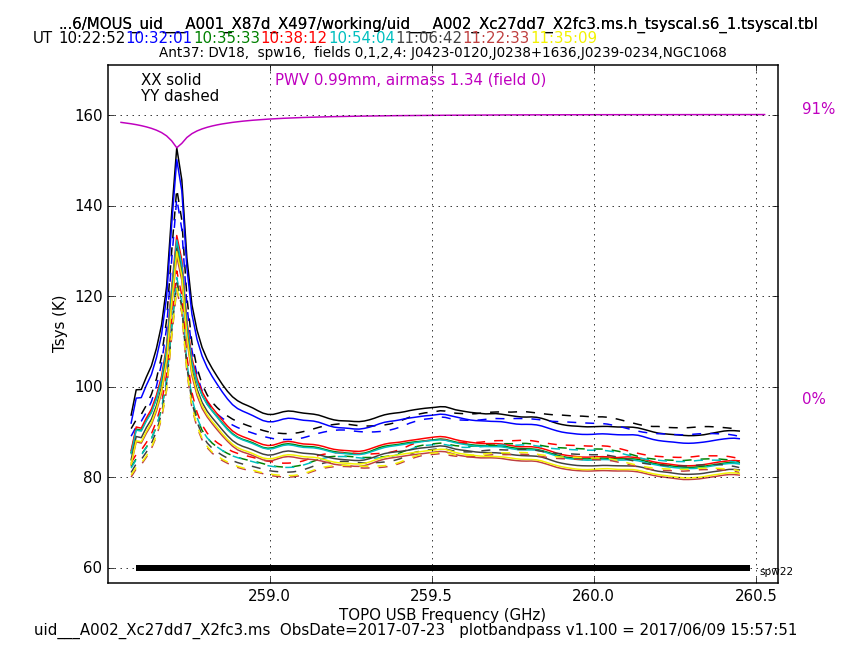 ...6/MOUS_uid___A001_X87d_X497/working/uid___A002_Xc27dd7_X2fc3.ms.h_tsyscal.s6_1.tsyscal.tbl
UT 10:22:52 10:32:01 10:35:33 10:38:12 10:54:04 11:06:42 11:22:33 11:35:09
Ant37: DV18, spw16, fields 0,1,2,4: J0423-0120,J0238+1636,J0239-0234,NGC1068
XX solid
YY dashed
PWV 0.99mm, airmass 1.34 (field 0)
91%
0%
160
140
120
100
80
60
Tsys (K)
spw22
259.0 259.5 260.0 260.5
TOPO USB Frequency (GHz)
uid___A002_Xc27dd7_X2fc3.ms ObsDate=2017-07-23 plotbandpass v1.100 = 2017/06/09 15:57:51